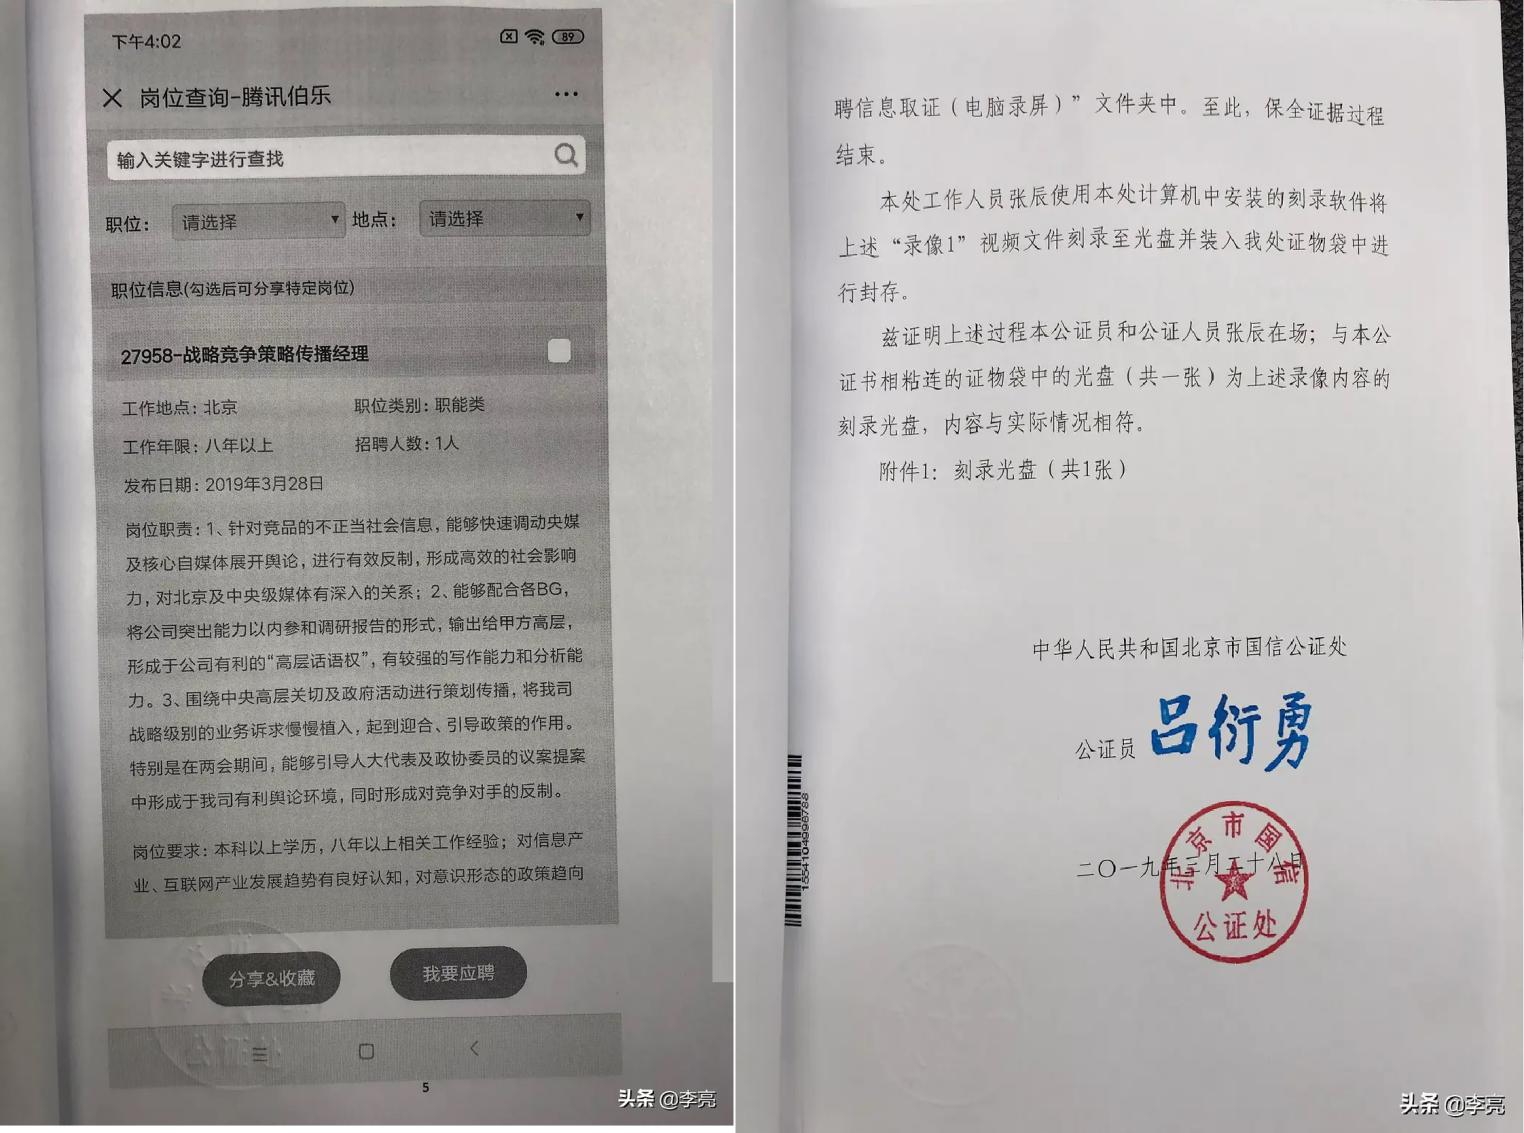 下午4:02
89
岗位查询-腾讯伯乐
输入关键字进行查找
职位: 请选择 地点: 请选择
职位信息(勾选后可分享特定岗位)
27958-战略竞争策略传播经理
工作地点: 北京 职位类别: 职能类
工作年限: 八年以上 招聘人数: 1人
发布日期: 2019年3月28日
岗位职责: 1、针对竞品的不正当社会信息, 能够快速调动央媒
及核心自媒体展开舆论, 进行有效反制, 形成高效的社会影响
力, 对北京及中央级媒体有深入的关系; 2、能够配合各BG,
将公司突出能力以内参和调研报告的形式, 输出给甲方高层,
形成于公司有利的“高层话语权”, 有较强的写作能力和分析能
力。3、围绕中央高层关切及政府活动进行策划传播, 将我司
战略级别的业务诉求慢慢植入, 起到迎合、引导政策的作用。
特别是在两会期间, 能够引导人大代表及政协委员的议案提案
中形成于我司有利舆论环境, 同时形成对竞争对手的反制。
岗位要求: 本科以上学历, 八年以上相关工作经验; 对信息产
业、互联网产业发展趋势有良好认知, 对意识形态的政策趋向
分享&收藏 我要应聘
5
头条 @李亮
聘信息取证（电脑录屏）”文件夹中。至此，保全证据过程
结束。
本处工作人员张辰使用本处计算机中安装的刻录软件将
上述“录像1”视频文件刻录至光盘并装入我处证物袋中进
行封存。
兹证明上述过程本公证员和公证人员张辰在场；与本公
证书相粘连的证物袋中的光盘（共一张）为上述录像内容的
刻录光盘，内容与实际情况相符。
附件1：刻录光盘（共1张）
中华人民共和国北京市国信公证处
公证员 吕衍勇
二〇一九年三月二十八日
北京市国信
公证处
头条 @李亮